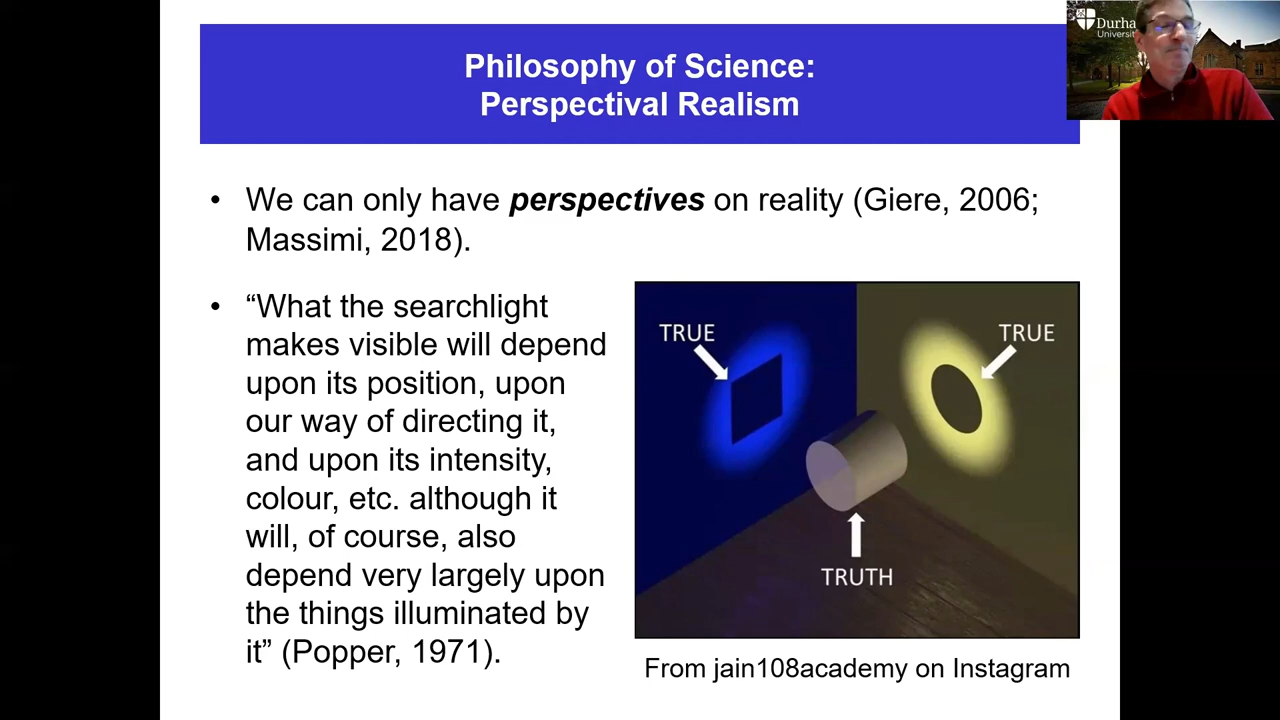 Durha
Universit
Philosophy of Science:
Perspectival Realism
• We can only have perspectives on reality (Giere, 2006;
Massimi, 2018).
• “What the searchlight
makes visible will depend
upon its position, upon
our way of directing it,
and upon its intensity,
colour, etc. although it
will, of course, also
depend very largely upon
the things illuminated by
it” (Popper, 1971).
TRUE
TRUE
TRUTH
From jain108academy on Instagram